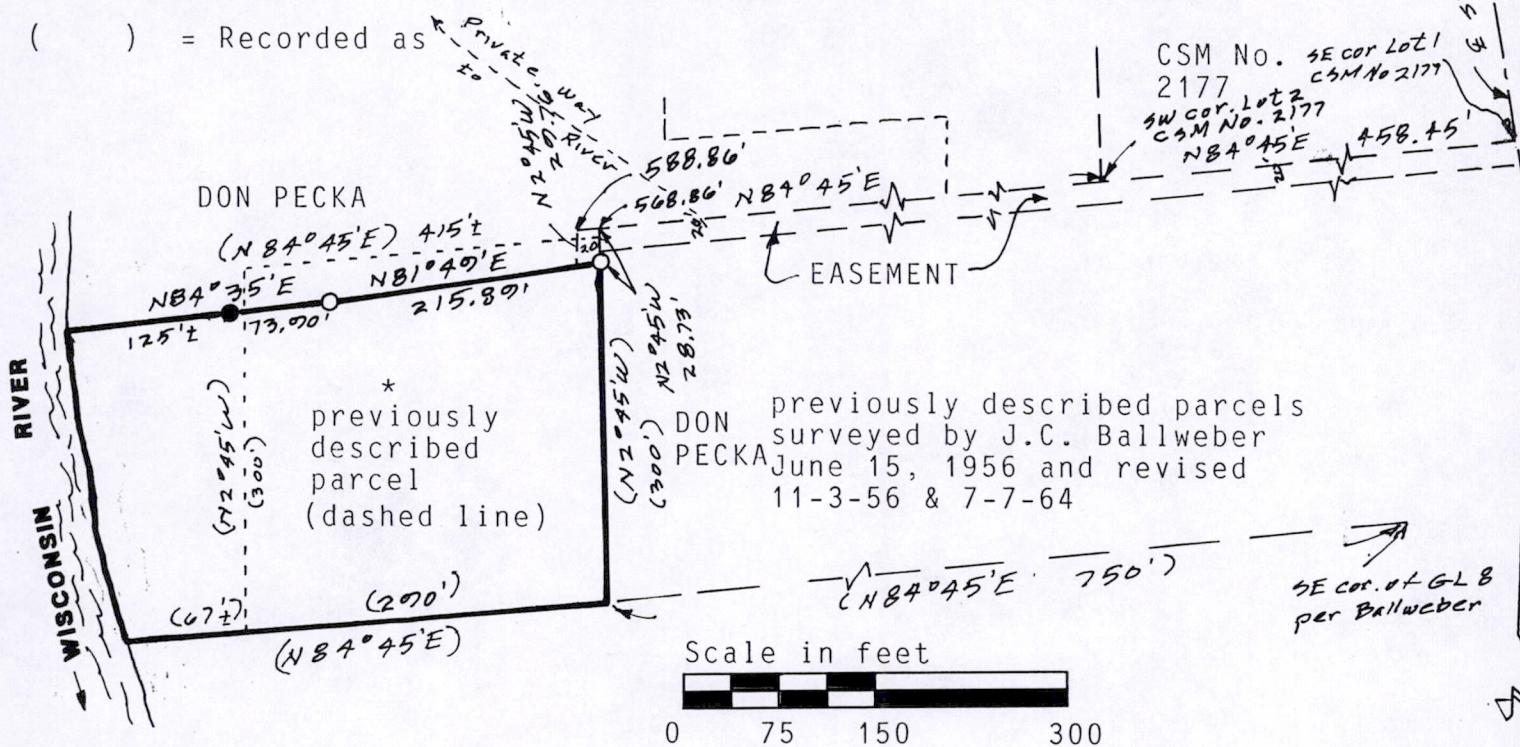 ( ) = Recorded as
Private way
to River
(N2°45'W)
CSM No.
2177
SE cor Lot 1
CSM No 2177
SW cor. Lot 2
CSM No. 2177
N84°45'E
458.45'
588.86'
568.86'
N84°45'E
20'
EASEMENT
DON PECKA
(N84°45'E) 415'±
N84°35'E
N81°49'E
125'±
73.90'
215.89'
N2°45'W
28.73'
(N2°45'W)
(300')
(N2°45'W)
(300')
RIVER
WISCONSIN
*
previously
described
parcel
(dashed line)
DON
PECKA
previously described parcels
surveyed by J.C. Ballweber
June 15, 1956 and revised
11-3-56 & 7-7-64
(N84°45'E 750')
SE cor. of GL 8
per Ballweber
(67'±)
(290')
(N84°45'E)
Scale in feet
0 75 150 300